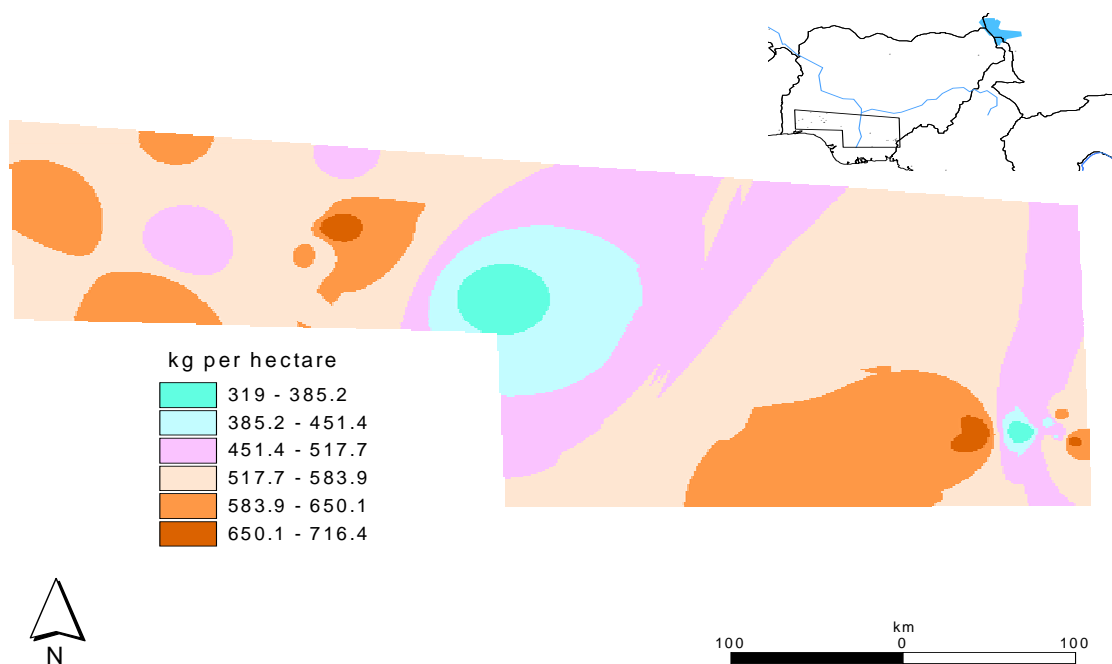 kg per hectare
319 - 385.2
385.2 - 451.4
451.4 - 517.7
517.7 - 583.9
583.9 - 650.1
650.1 - 716.4
N
km
100 0 100